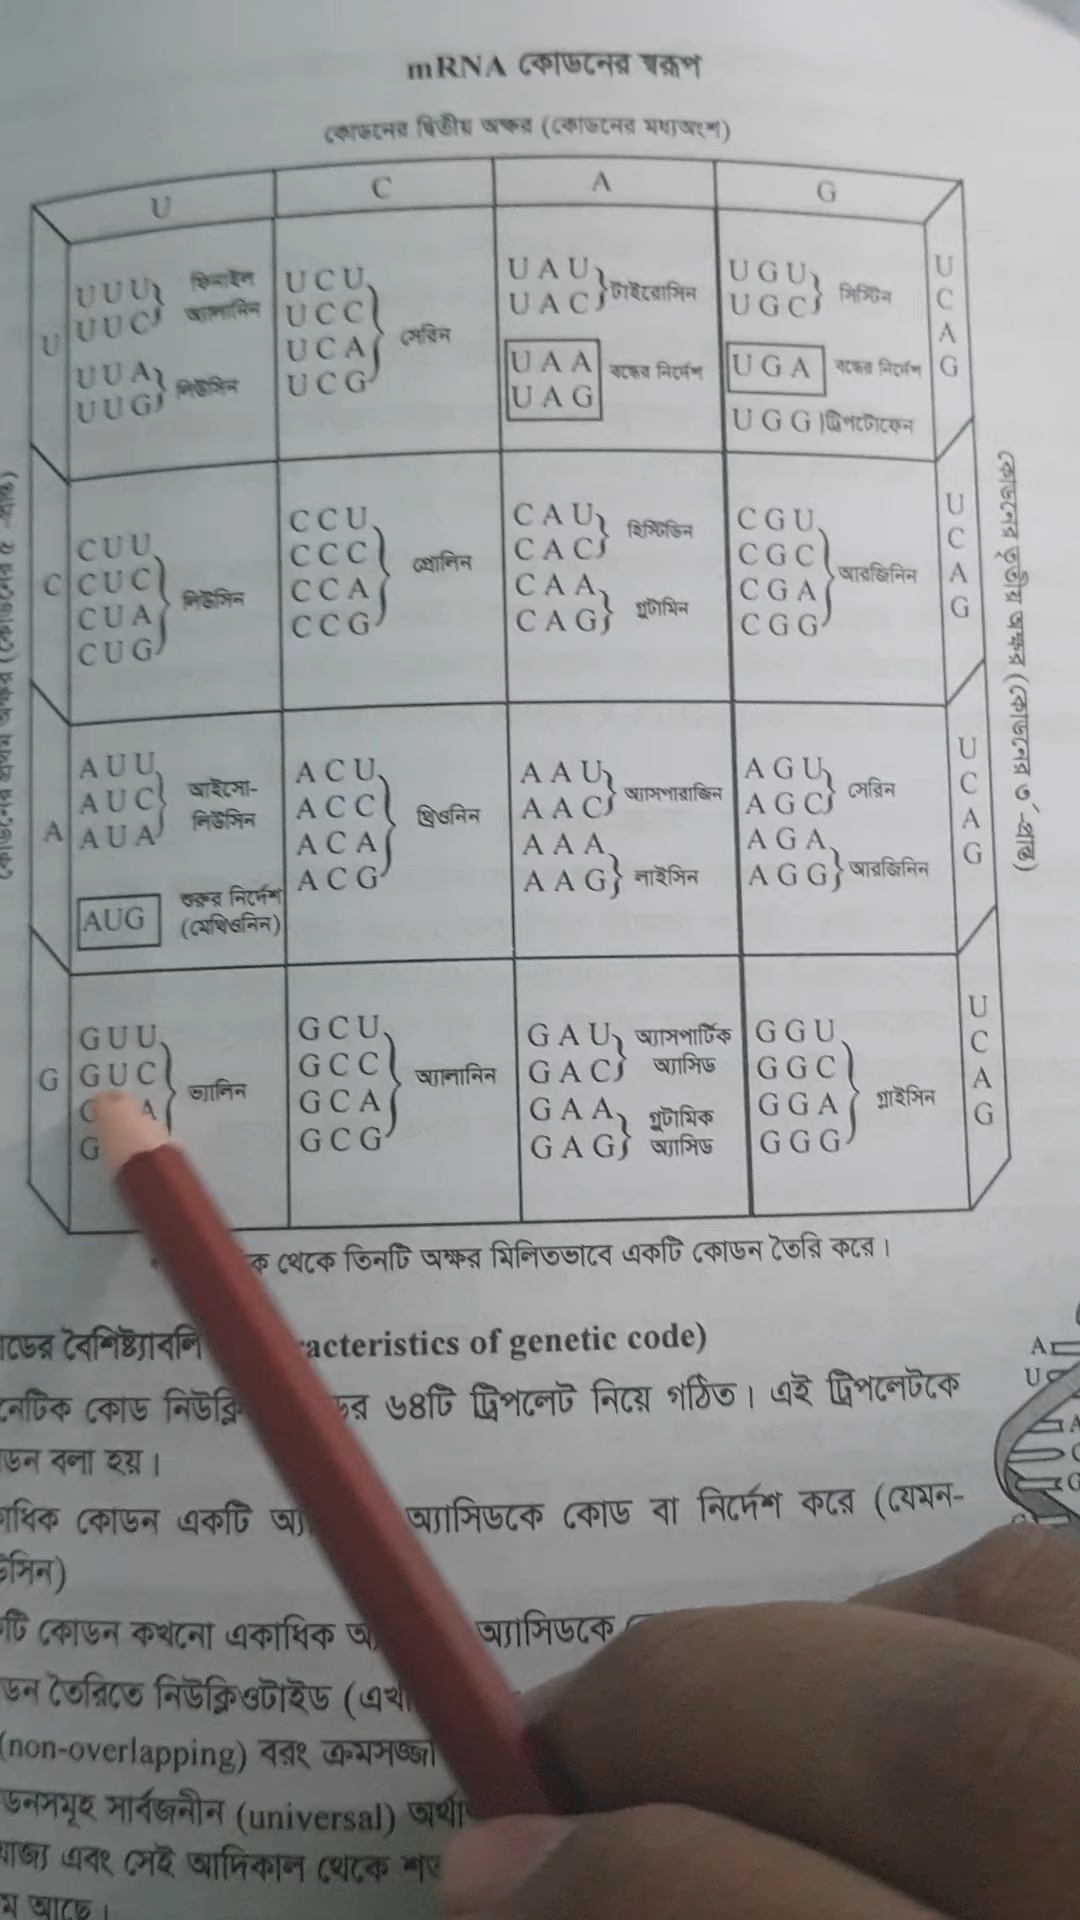 mRNA কোডনের স্বরূপ
কোডনের দ্বিতীয় অক্ষর (কোডনের মধ্যঅংশ)
U C A G
U
UUU UUC ফিনাইল আলানিন
UUA UUG লিউসিন
UCU UCC UCA UCG সেরিন
UAU UAC টাইরোসিন
UAA UAG বন্ধের নির্দেশ
UGU UGC সিস্টিন
UGA বন্ধের নির্দেশ
UGG ট্রিপটোফেন
U C A G
C
CUU CUC CUA CUG লিউসিন
CCU CCC CCA CCG প্রোলিন
CAU CAC হিস্টিডিন
CAA CAG গ্লুটামিন
CGU CGC CGA CGG আরজিনিন
U C A G
A
AUU AUC AUA আইসো-লিউসিন
AUG শুরুর নির্দেশ (মেথিওনিন)
ACU ACC ACA ACG থ্রিওনিন
AAU AAC অ্যাসপারাজিন
AAA AAG লাইসিন
AGU AGC সেরিন
AGA AGG আরজিনিন
U C A G
G
GUU GUC ভ্যালিন
GCU GCC GCA GCG অ্যালানিন
GAU GAC অ্যাসপার্টিক অ্যাসিড
GAA GAG গ্লুটামিক অ্যাসিড
GGU GGC GGA GGG গ্লাইসিন
U C A G
কোডনের তৃতীয় অক্ষর (কোডনের ৩´-প্রান্ত)
থেকে তিনটি অক্ষর মিলিতভাবে একটি কোডন তৈরি করে।
বৈশিষ্ট্যাবলি of genetic code)
কোড ৬৪টি ট্রিপলেট নিয়ে গঠিত। এই ট্রিপলেটকে
বলা হয়।
কোডন একটি অ্যাসিডকে কোড বা নির্দেশ করে (যেমন-
কোডন কখনো একাধিক অ্যাসিডকে
তৈরিতে নিউক্লিওটাইড
(non-overlapping) বরং ক্রমসজ্জা
সার্বজনীন (universal)
এবং সেই আদিকাল থেকে
আছে।
A
U